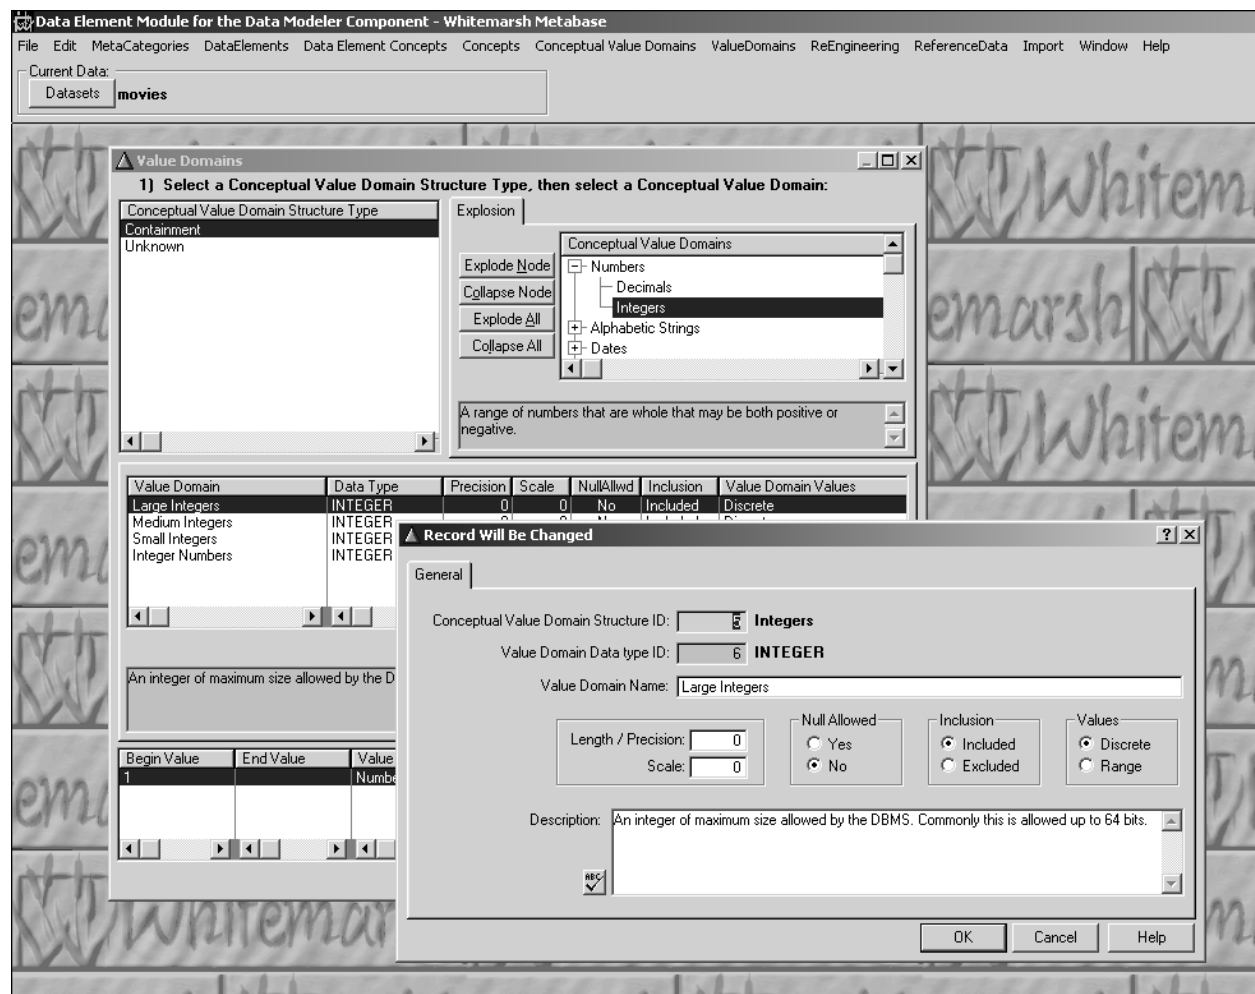 Data Element Module for the Data Modeler Component - Whitemarsh Metabase
File Edit MetaCategories DataElements Data Element Concepts Concepts Conceptual Value Domains ValueDomains ReEngineering ReferenceData Import Window Help
Current Data:
Datasets movies
Value Domains
1) Select a Conceptual Value Domain Structure Type, then select a Conceptual Value Domain:
Conceptual Value Domain Structure Type
Containment
Unknown
Explosion
Explode Node
Collapse Node
Explode All
Collapse All
Conceptual Value Domains
Numbers
Decimals
Integers
Alphabetic Strings
Dates
A range of numbers that are whole that may be both positive or
negative.
Value Domain Data Type Precision Scale NullAllwd Inclusion Value Domain Values
Large Integers INTEGER 0 0 No Included Discrete
Medium Integers INTEGER
Small Integers INTEGER
Integer Numbers INTEGER
An integer of maximum size allowed by the D
Begin Value End Value Value
1 Numbe
Record Will Be Changed
General
Conceptual Value Domain Structure ID: Integers
Value Domain Data type ID: 6 INTEGER
Value Domain Name: Large Integers
Length / Precision: 0
Scale: 0
Null Allowed
Yes
No
Inclusion
Included
Excluded
Values
Discrete
Range
Description: An integer of maximum size allowed by the DBMS. Commonly this is allowed up to 64 bits.
ABC
OK Cancel Help
Whitem
emarsh
Whitem
Whitemar